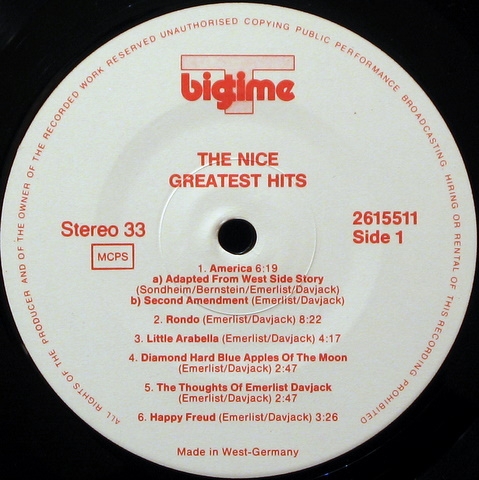 ALL RIGHTS OF THE PRODUCER AND OF THE OWNER OF THE RECORDED WORK RESERVED UNAUTHORISED COPYING PUBLIC PERFORMANCE BROADCASTING, HIRING OR RENTAL OF THIS RECORDING PROHIBITED
T
bigtime
THE NICE
GREATEST HITS
Stereo 33
MCPS
2615511
Side 1
1. America 6:19
a) Adapted From West Side Story
(Sondheim/Bernstein/Emerlist/Davjack)
b) Second Amendment (Emerlist/Davjack)
2. Rondo (Emerlist/Davjack) 8:22
3. Little Arabella (Emerlist/Davjack) 4:17
4. Diamond Hard Blue Apples Of The Moon
(Emerlist/Davjack) 2:47
5. The Thoughts Of Emerlist Davjack
(Emerlist/Davjack) 2:47
6. Happy Freud (Emerlist/Davjack) 3:26
Made in West-Germany